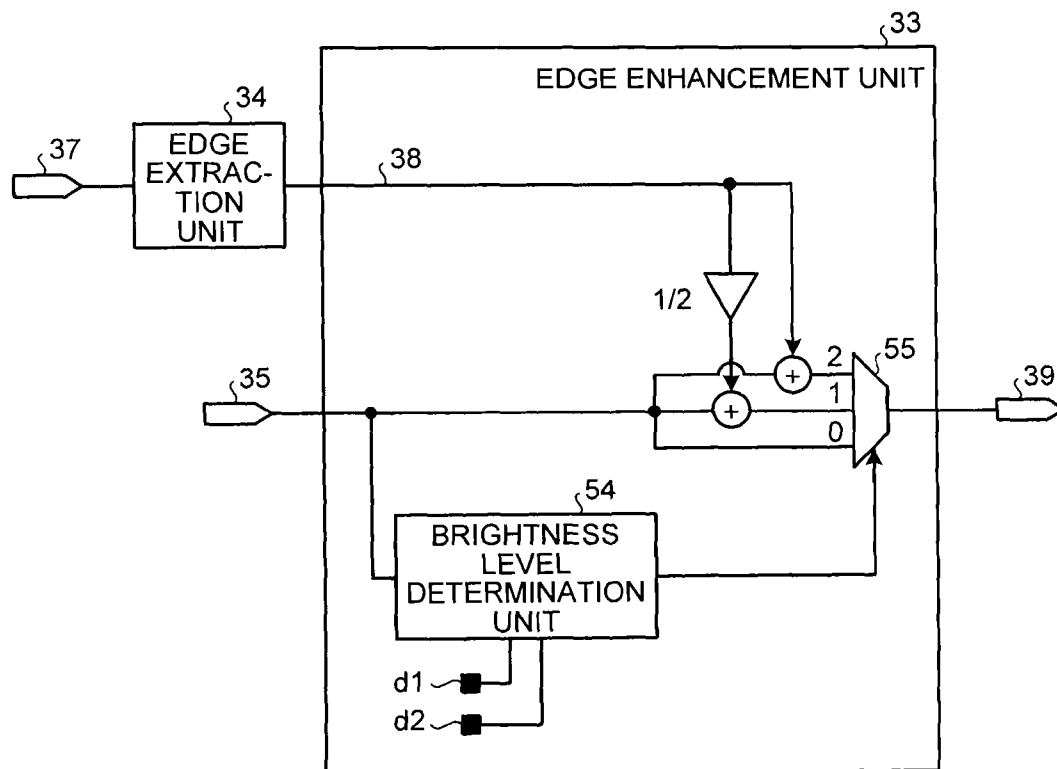 33
EDGE ENHANCEMENT UNIT
34
EDGE
EXTRAC-
TION
UNIT
37
38
1/2
35
2
55
1
39
0
54
BRIGHTNESS
LEVEL
DETERMINATION
UNIT
d1
d2
+
+